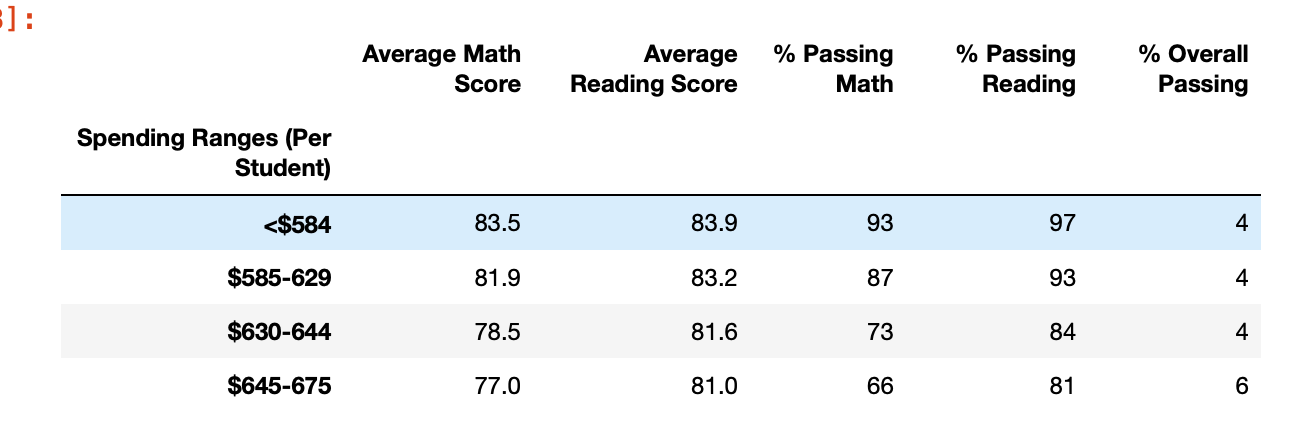 3]:
Average Math Average % Passing % Passing % Overall
Score Reading Score Math Reading Passing
Spending Ranges (Per
Student)
<$584 83.5 83.9 93 97 4
$585-629 81.9 83.2 87 93 4
$630-644 78.5 81.6 73 84 4
$645-675 77.0 81.0 66 81 6